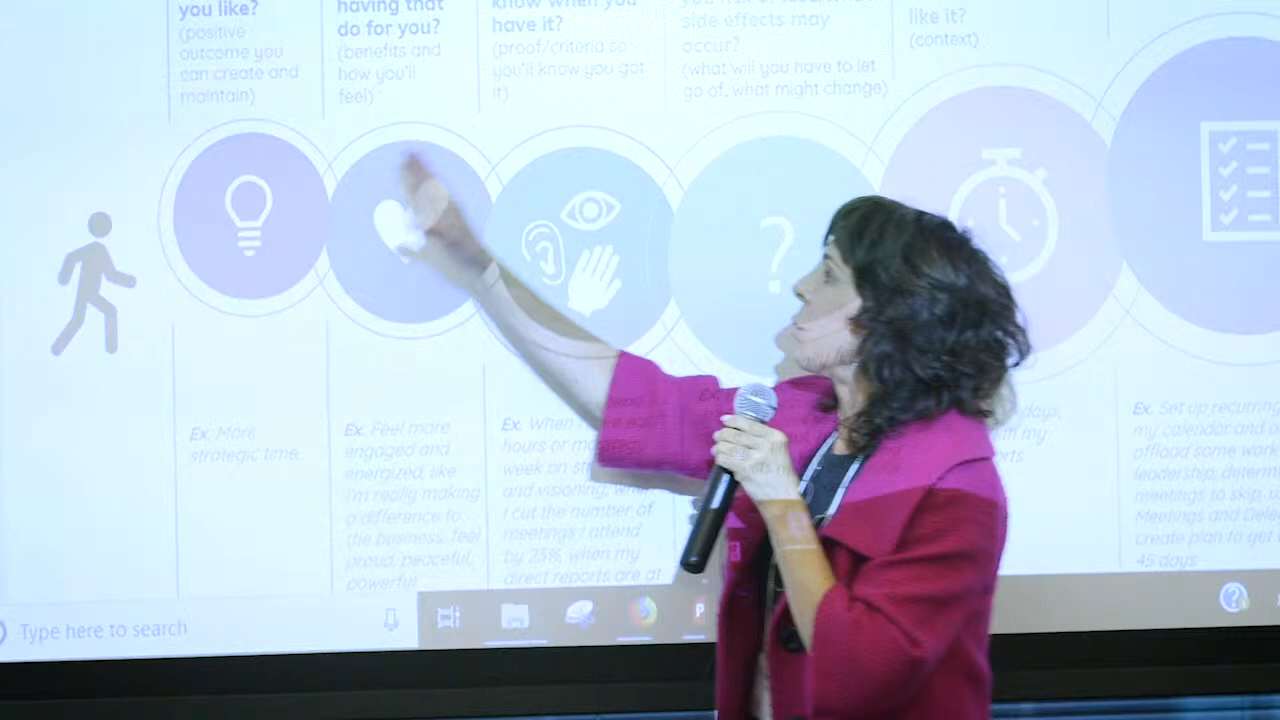 you like?
(positive
outcome you
can create and
maintain)
having that
do for you?
(benefits and
how you'll
feel)
know when you
have it?
(proof/criteria so
you'll know you got
it)
side effects may
occur?
(what will you have to let
go of, what might change)
like it?
(context)
?
Ex. More
strategic time.
Ex. Feel more
engaged and
energized, like
I'm really making
a difference to
the business, feel
proud, peaceful,
powerful
Ex. When I
hours or more
week on
and visioning, when
I cut the number of
meetings I attend
by 25%, when my
direct reports are at
Ex.
days,
my
Ex. Set up recurring
my calendar and
offload some work
leadership, determ
meetings to skip, u
Meetings and Dele
create plan to get
45 days
Type here to search
P
?